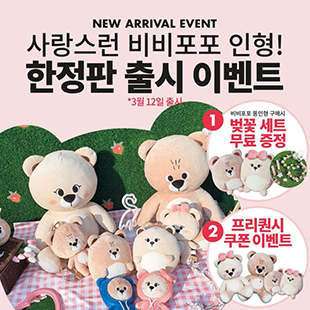 NEW ARRIVAL EVENT
사랑스런 비비포포 인형!
한정판 출시 이벤트
*3월 12일 출시
1
비비포포 몸인형 구매시
벚꽃 세트
무료 증정
2
프리퀀시
쿠폰 이벤트